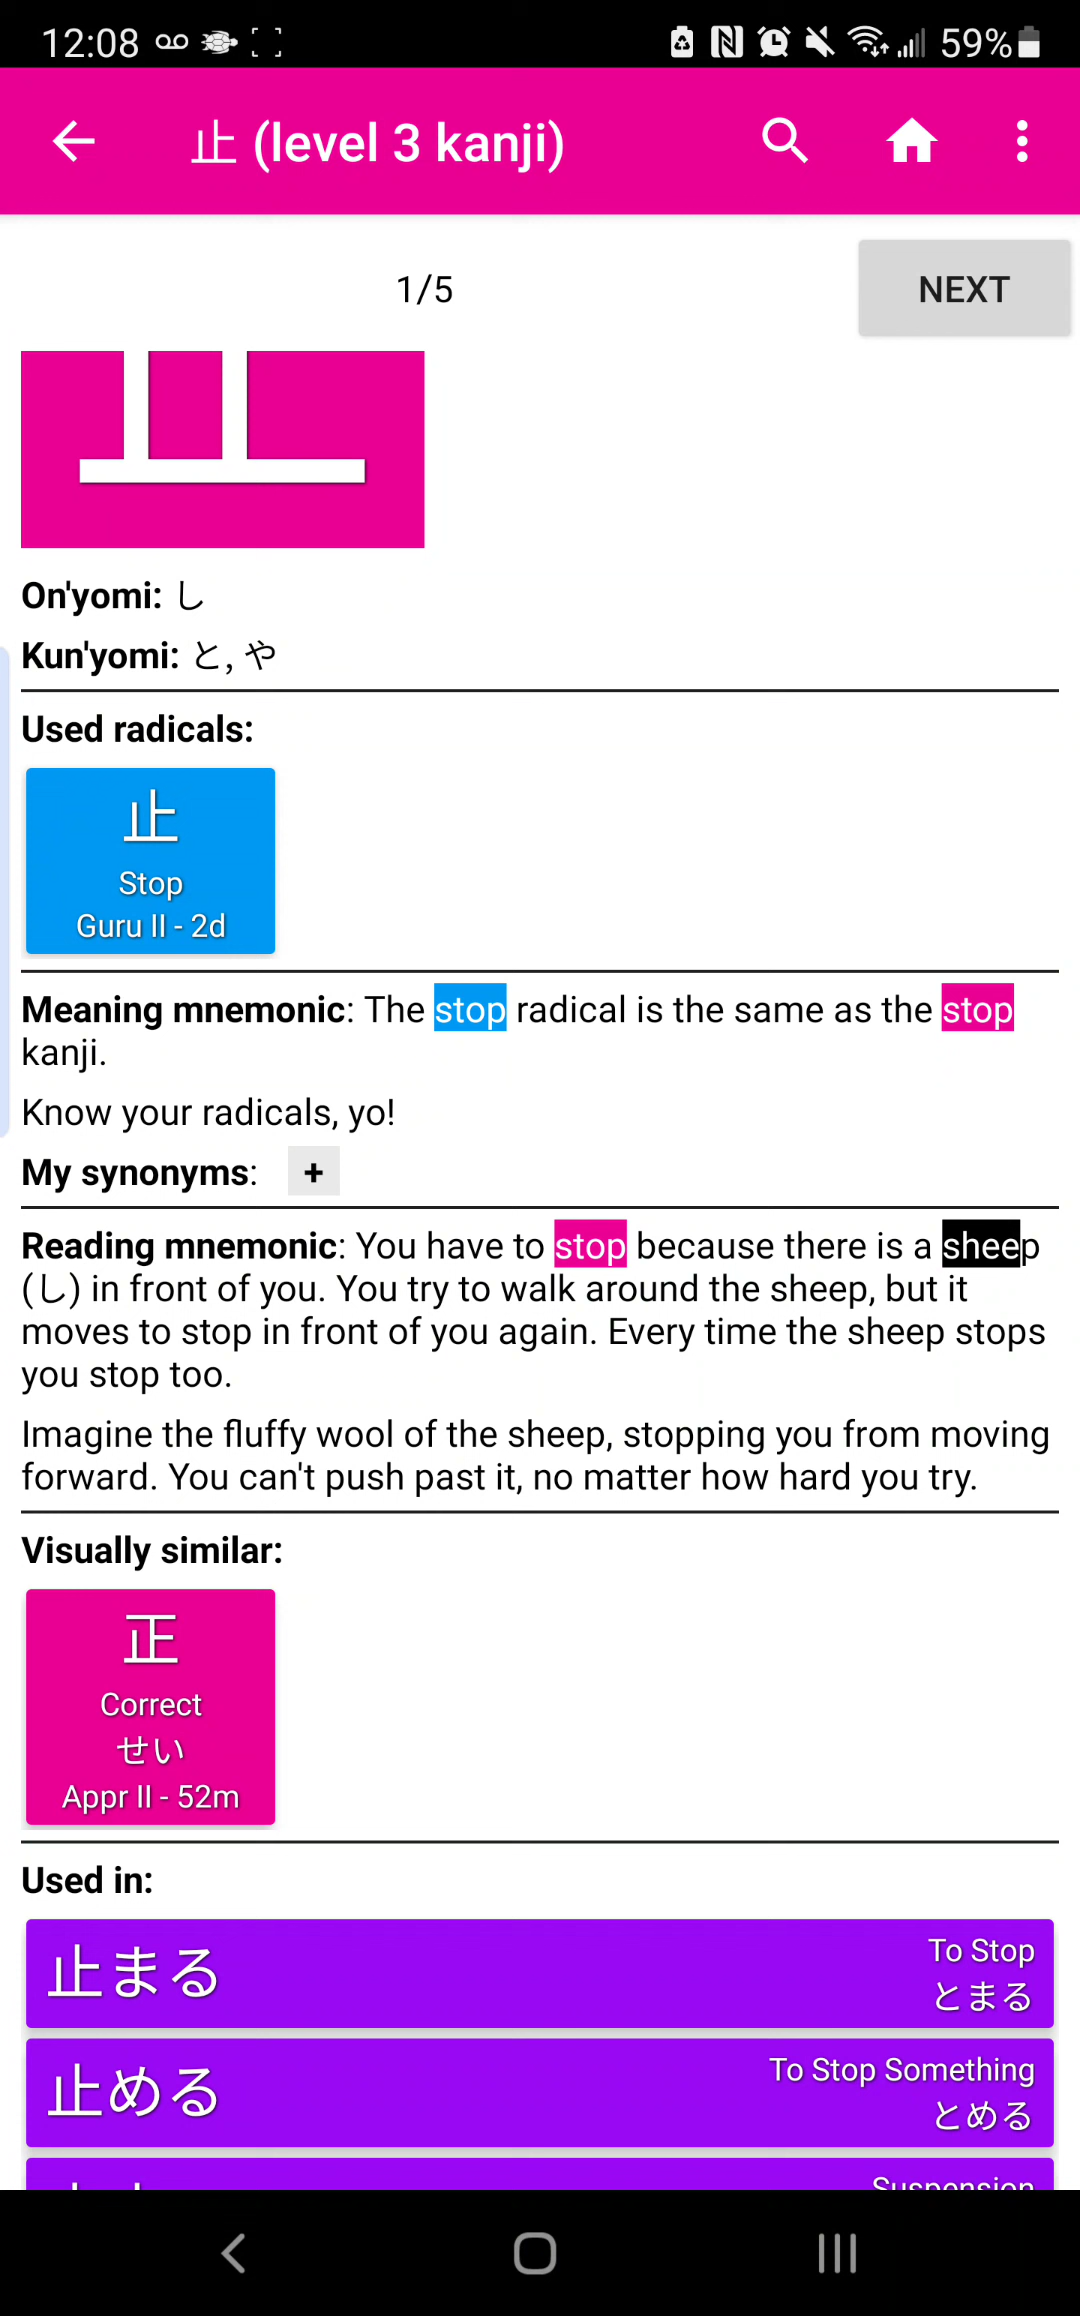 12:08
59%
止 (level 3 kanji)
1/5
NEXT
On'yomi: し
Kun'yomi: と, や
Used radicals:
止
Stop
Guru II - 2d
Meaning mnemonic: The stop radical is the same as the stop
kanji.
Know your radicals, yo!
My synonyms: +
Reading mnemonic: You have to stop because there is a sheep
(し) in front of you. You try to walk around the sheep, but it
moves to stop in front of you again. Every time the sheep stops
you stop too.
Imagine the fluffy wool of the sheep, stopping you from moving
forward. You can't push past it, no matter how hard you try.
Visually similar:
正
Correct
せい
Appr II - 52m
Used in:
止まる
To Stop
とまる
止める
To Stop Something
とめる
Suspension